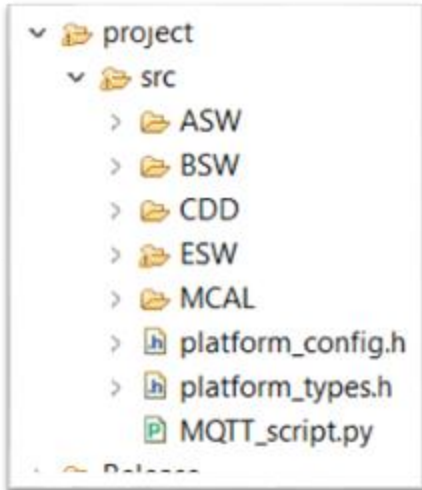 project
src
ASW
BSW
CDD
ESW
MCAL
platform_config.h
platform_types.h
MQTT_script.py